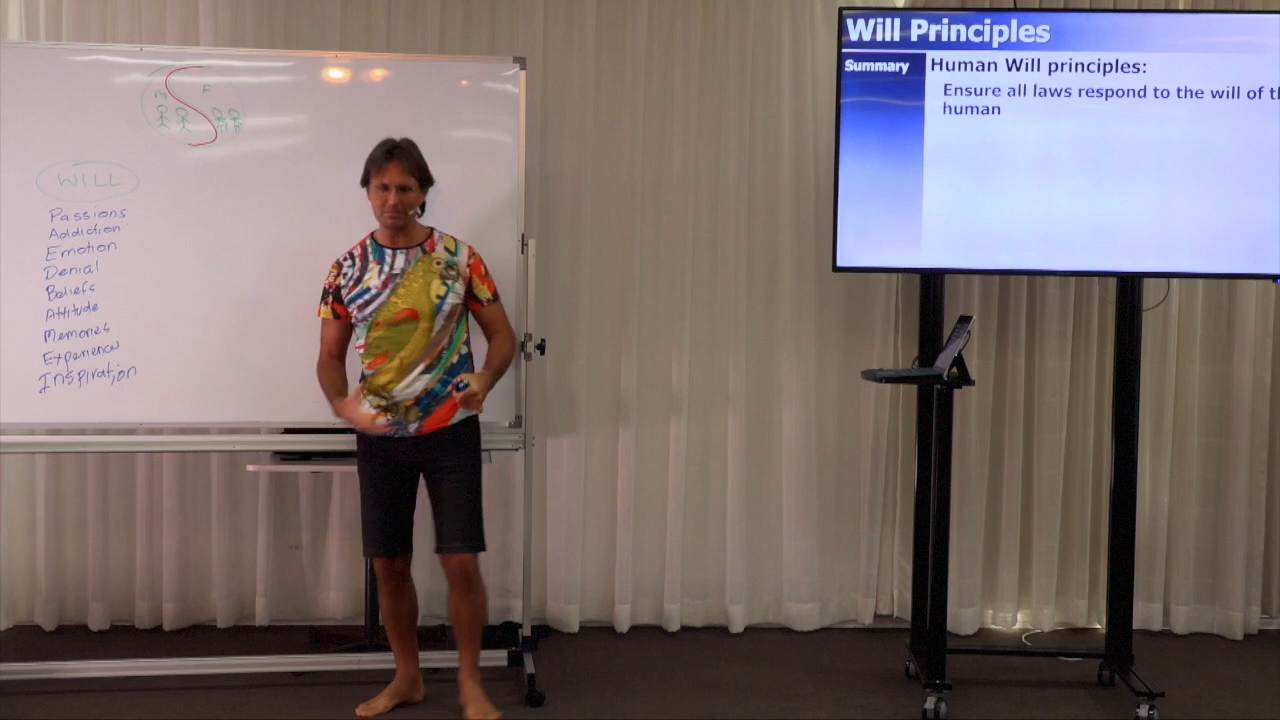 M F
WILL
Passions
Addiction
Emotion
Denial
Beliefs
Attitude
Memories
Experience
Inspiration
Will Principles
Summary
Human Will principles:
Ensure all laws respond to the will of th
human